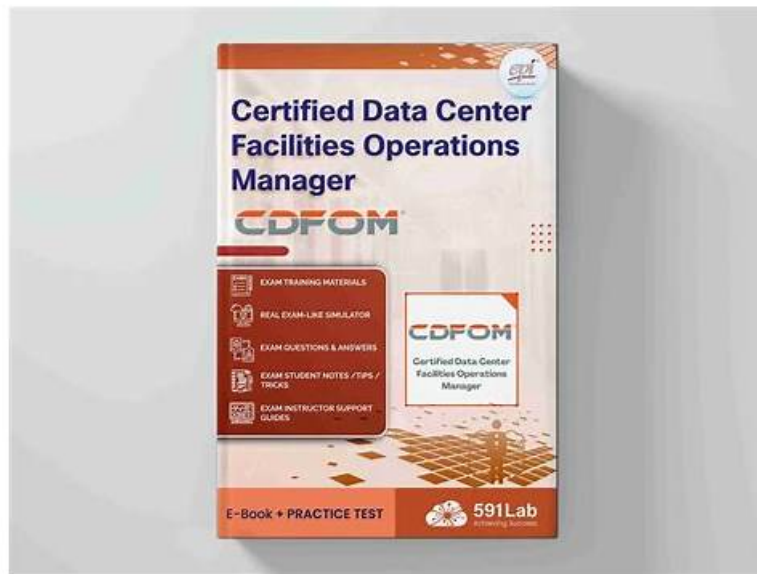 epi
Certified Data Center
Facilities Operations
Manager
CDFOM
EXAM TRAINING MATERIALS
REAL EXAM-LIKE SIMULATOR
EXAM QUESTIONS & ANSWERS
EXAM STUDENT NOTES /TIPS /
TRICKS
EXAM INSTRUCTOR SUPPORT
GUIDES
CDFOM
Certified Data Center
Facilities Operations
Manager
E-Book + PRACTICE TEST
591Lab
Achieving Success